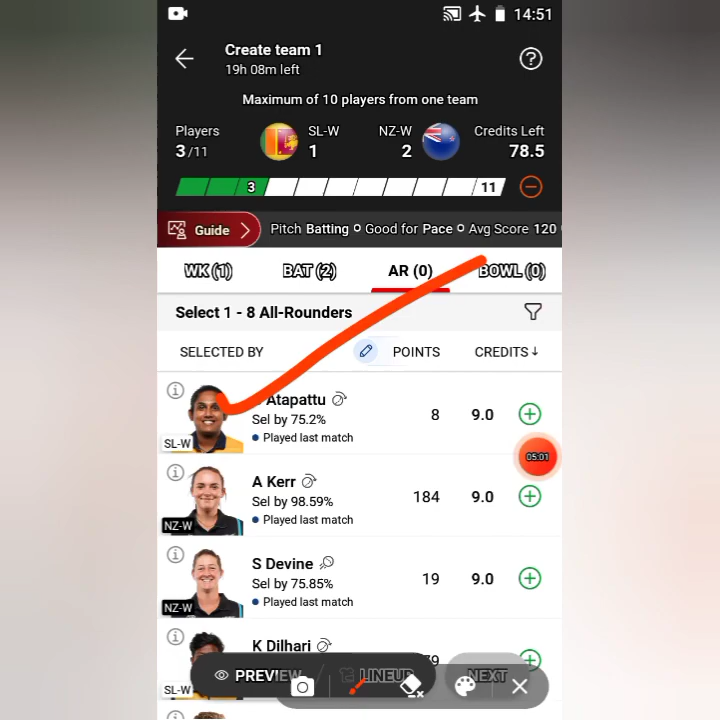 14:51
Create team 1
19h 08m left
Maximum of 10 players from one team
Players SL-W NZ-W Credits Left
3/11 1 2 78.5
3 11
Guide Pitch Batting Good for Pace Avg Score 120
WK (1) BAT (2) AR (0) BOWL (0)
Select 1 - 8 All-Rounders
SELECTED BY POINTS CREDITS↓
Atapattu
Sel by 75.2% 8 9.0
Played last match
SL-W
05:01
A Kerr
Sel by 98.59% 184 9.0
Played last match
NZ-W
S Devine
Sel by 75.85% 19 9.0
Played last match
NZ-W
K Dilhari
PREVIEW / LINEUP NEXT
SL-W